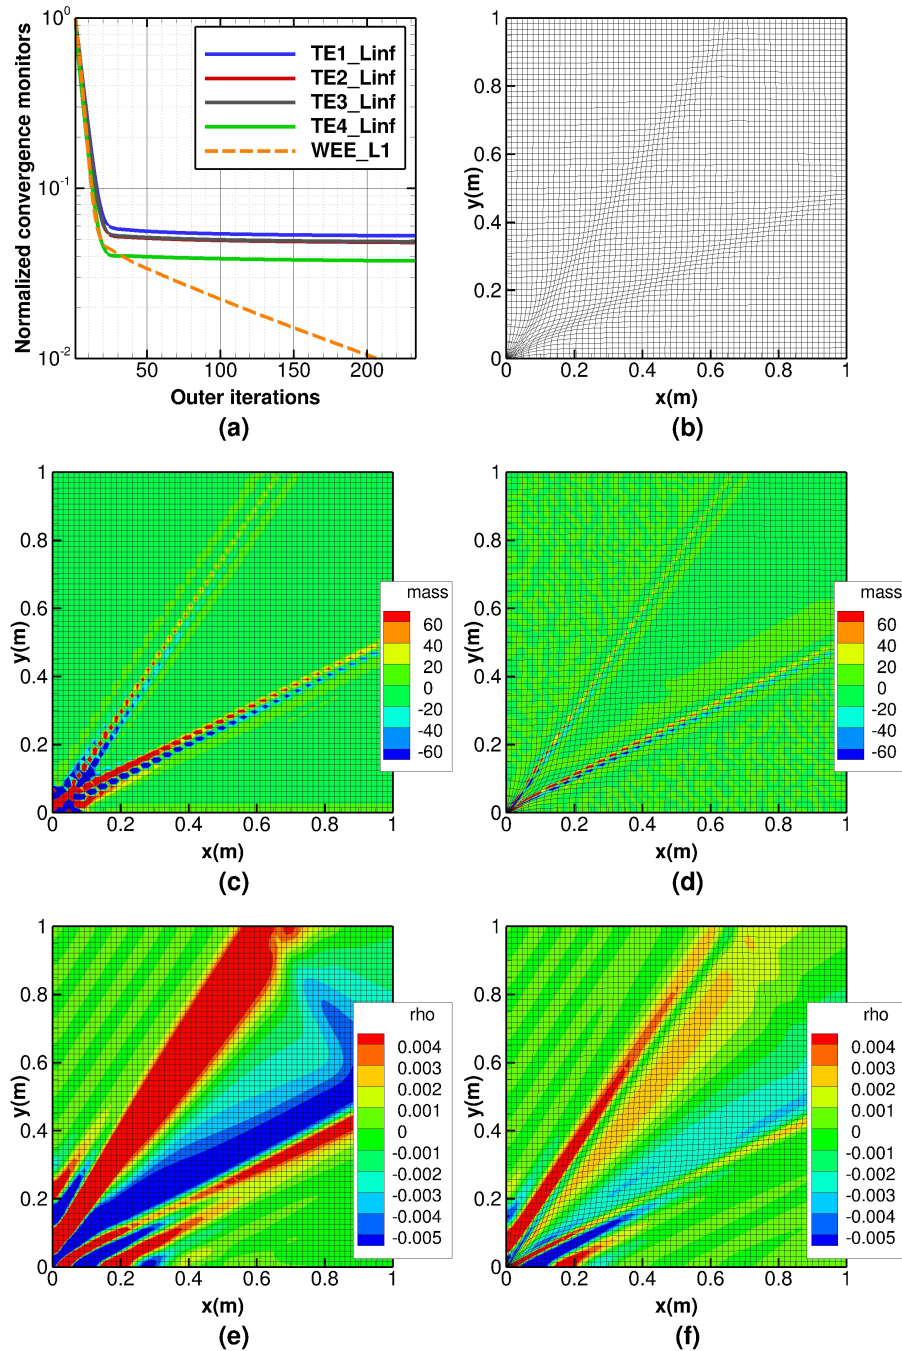 10^0
10^-1
10^-2
Normalized convergence monitors
TE1_Linf
TE2_Linf
TE3_Linf
TE4_Linf
WEE_L1
50 100 150 200
Outer iterations
(a)
1
0.8
0.6
0.4
0.2
0
y(m)
0 0.2 0.4 0.6 0.8 1
x(m)
(b)
1
0.8
0.6
0.4
0.2
0
y(m)
mass
60
40
20
0
-20
-40
-60
0 0.2 0.4 0.6 0.8 1
x(m)
(c)
1
0.8
0.6
0.4
0.2
0
y(m)
mass
60
40
20
0
-20
-40
-60
0 0.2 0.4 0.6 0.8 1
x(m)
(d)
1
0.8
0.6
0.4
0.2
0
y(m)
rho
0.004
0.003
0.002
0.001
0
-0.001
-0.002
-0.003
-0.004
-0.005
0 0.2 0.4 0.6 0.8 1
x(m)
(e)
1
0.8
0.6
0.4
0.2
0
y(m)
rho
0.004
0.003
0.002
0.001
0
-0.001
-0.002
-0.003
-0.004
-0.005
0 0.2 0.4 0.6 0.8 1
x(m)
(f)